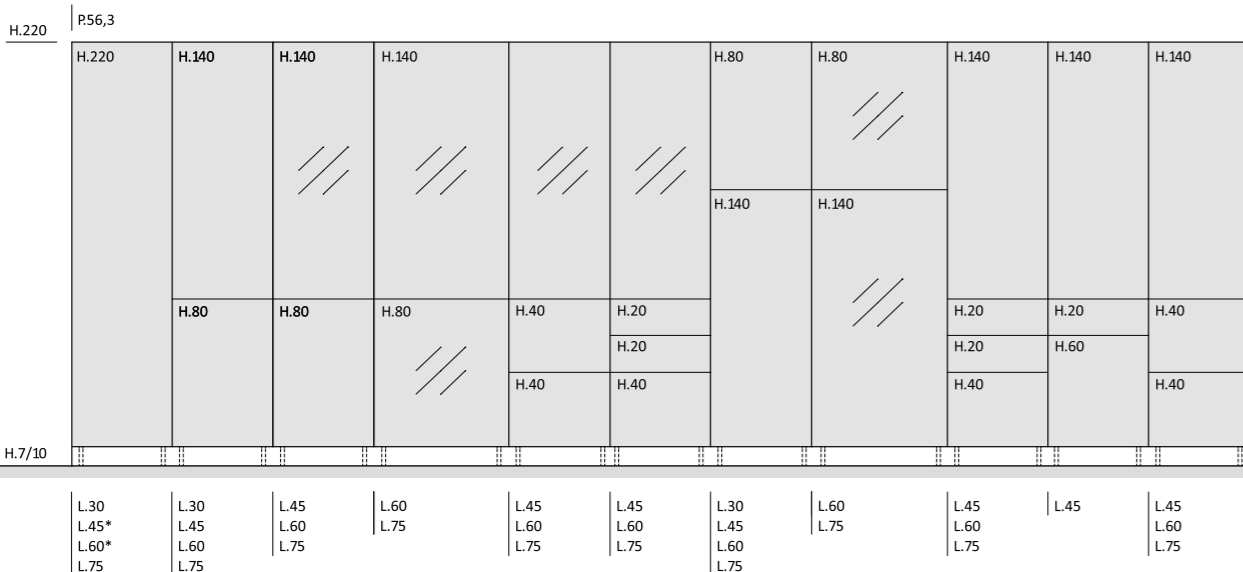 P.56,3
H.220
H.220 H.140 H.140 H.140 H.80 H.80 H.140 H.140 H.140
H.140 H.140
H.80 H.80 H.80 H.40 H.20 H.20 H.20 H.40
H.20 H.20 H.60
H.40 H.40 H.40 H.40
H.7/10
L.30 L.30 L.45 L.60 L.45 L.45 L.30 L.60 L.45 L.45 L.45
L.45* L.45 L.60 L.75 L.60 L.60 L.45 L.75 L.60 L.60
L.60* L.60 L.75 L.75 L.75 L.60 L.75 L.75
L.75 L.75 L.75